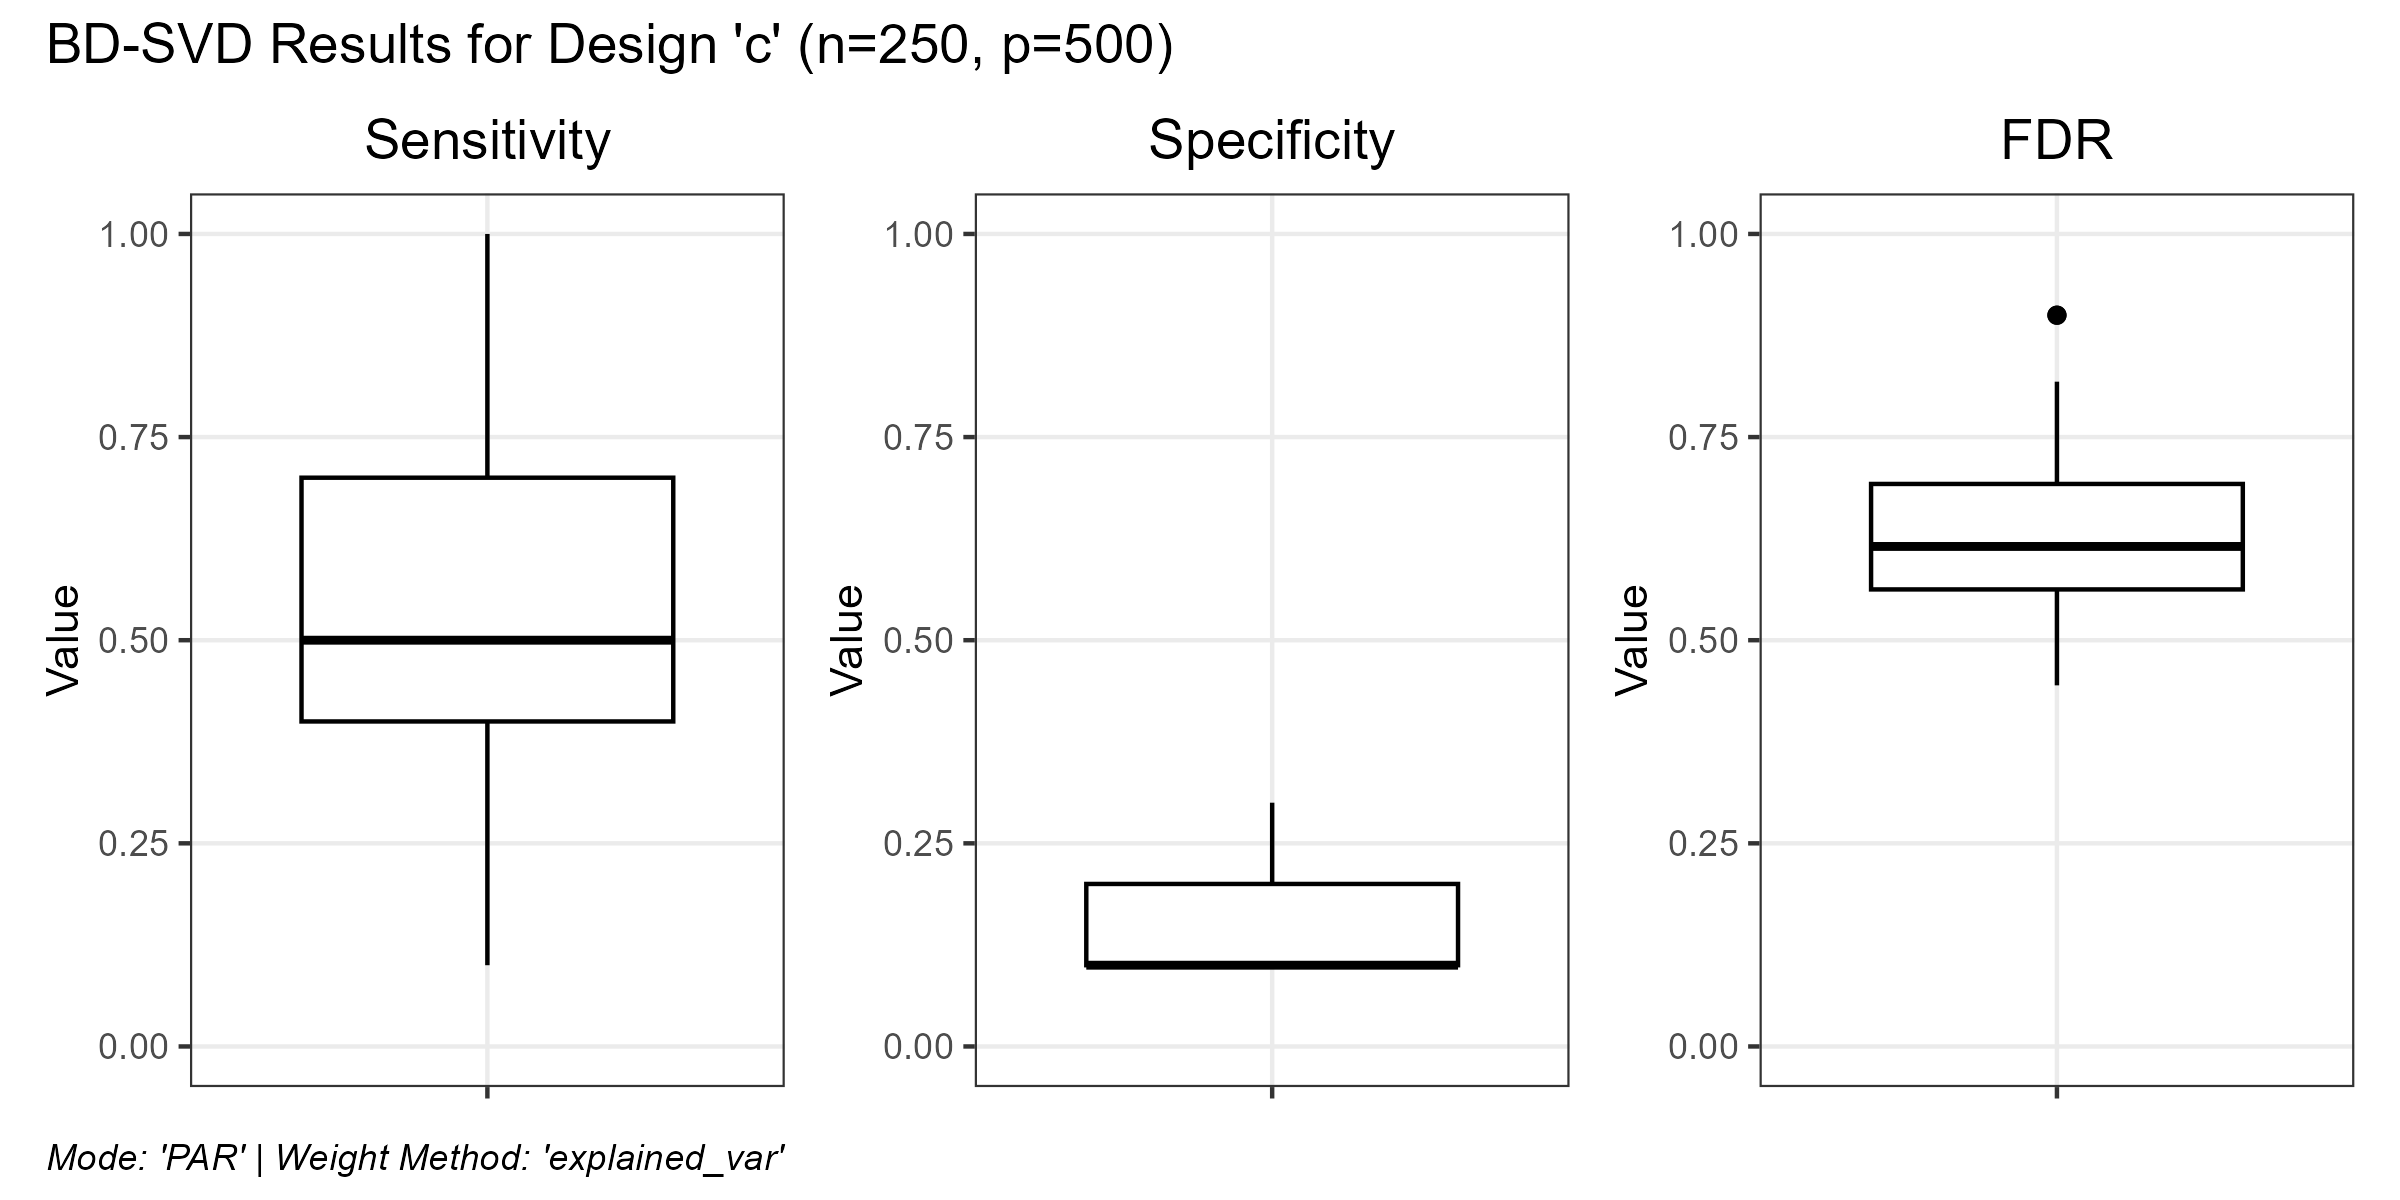 BD-SVD Results for Design 'c' (n=250, p=500)
Sensitivity
Value
1.00
0.75
0.50
0.25
0.00
Specificity
Value
1.00
0.75
0.50
0.25
0.00
FDR
Value
1.00
0.75
0.50
0.25
0.00
Mode: 'PAR' | Weight Method: 'explained_var'